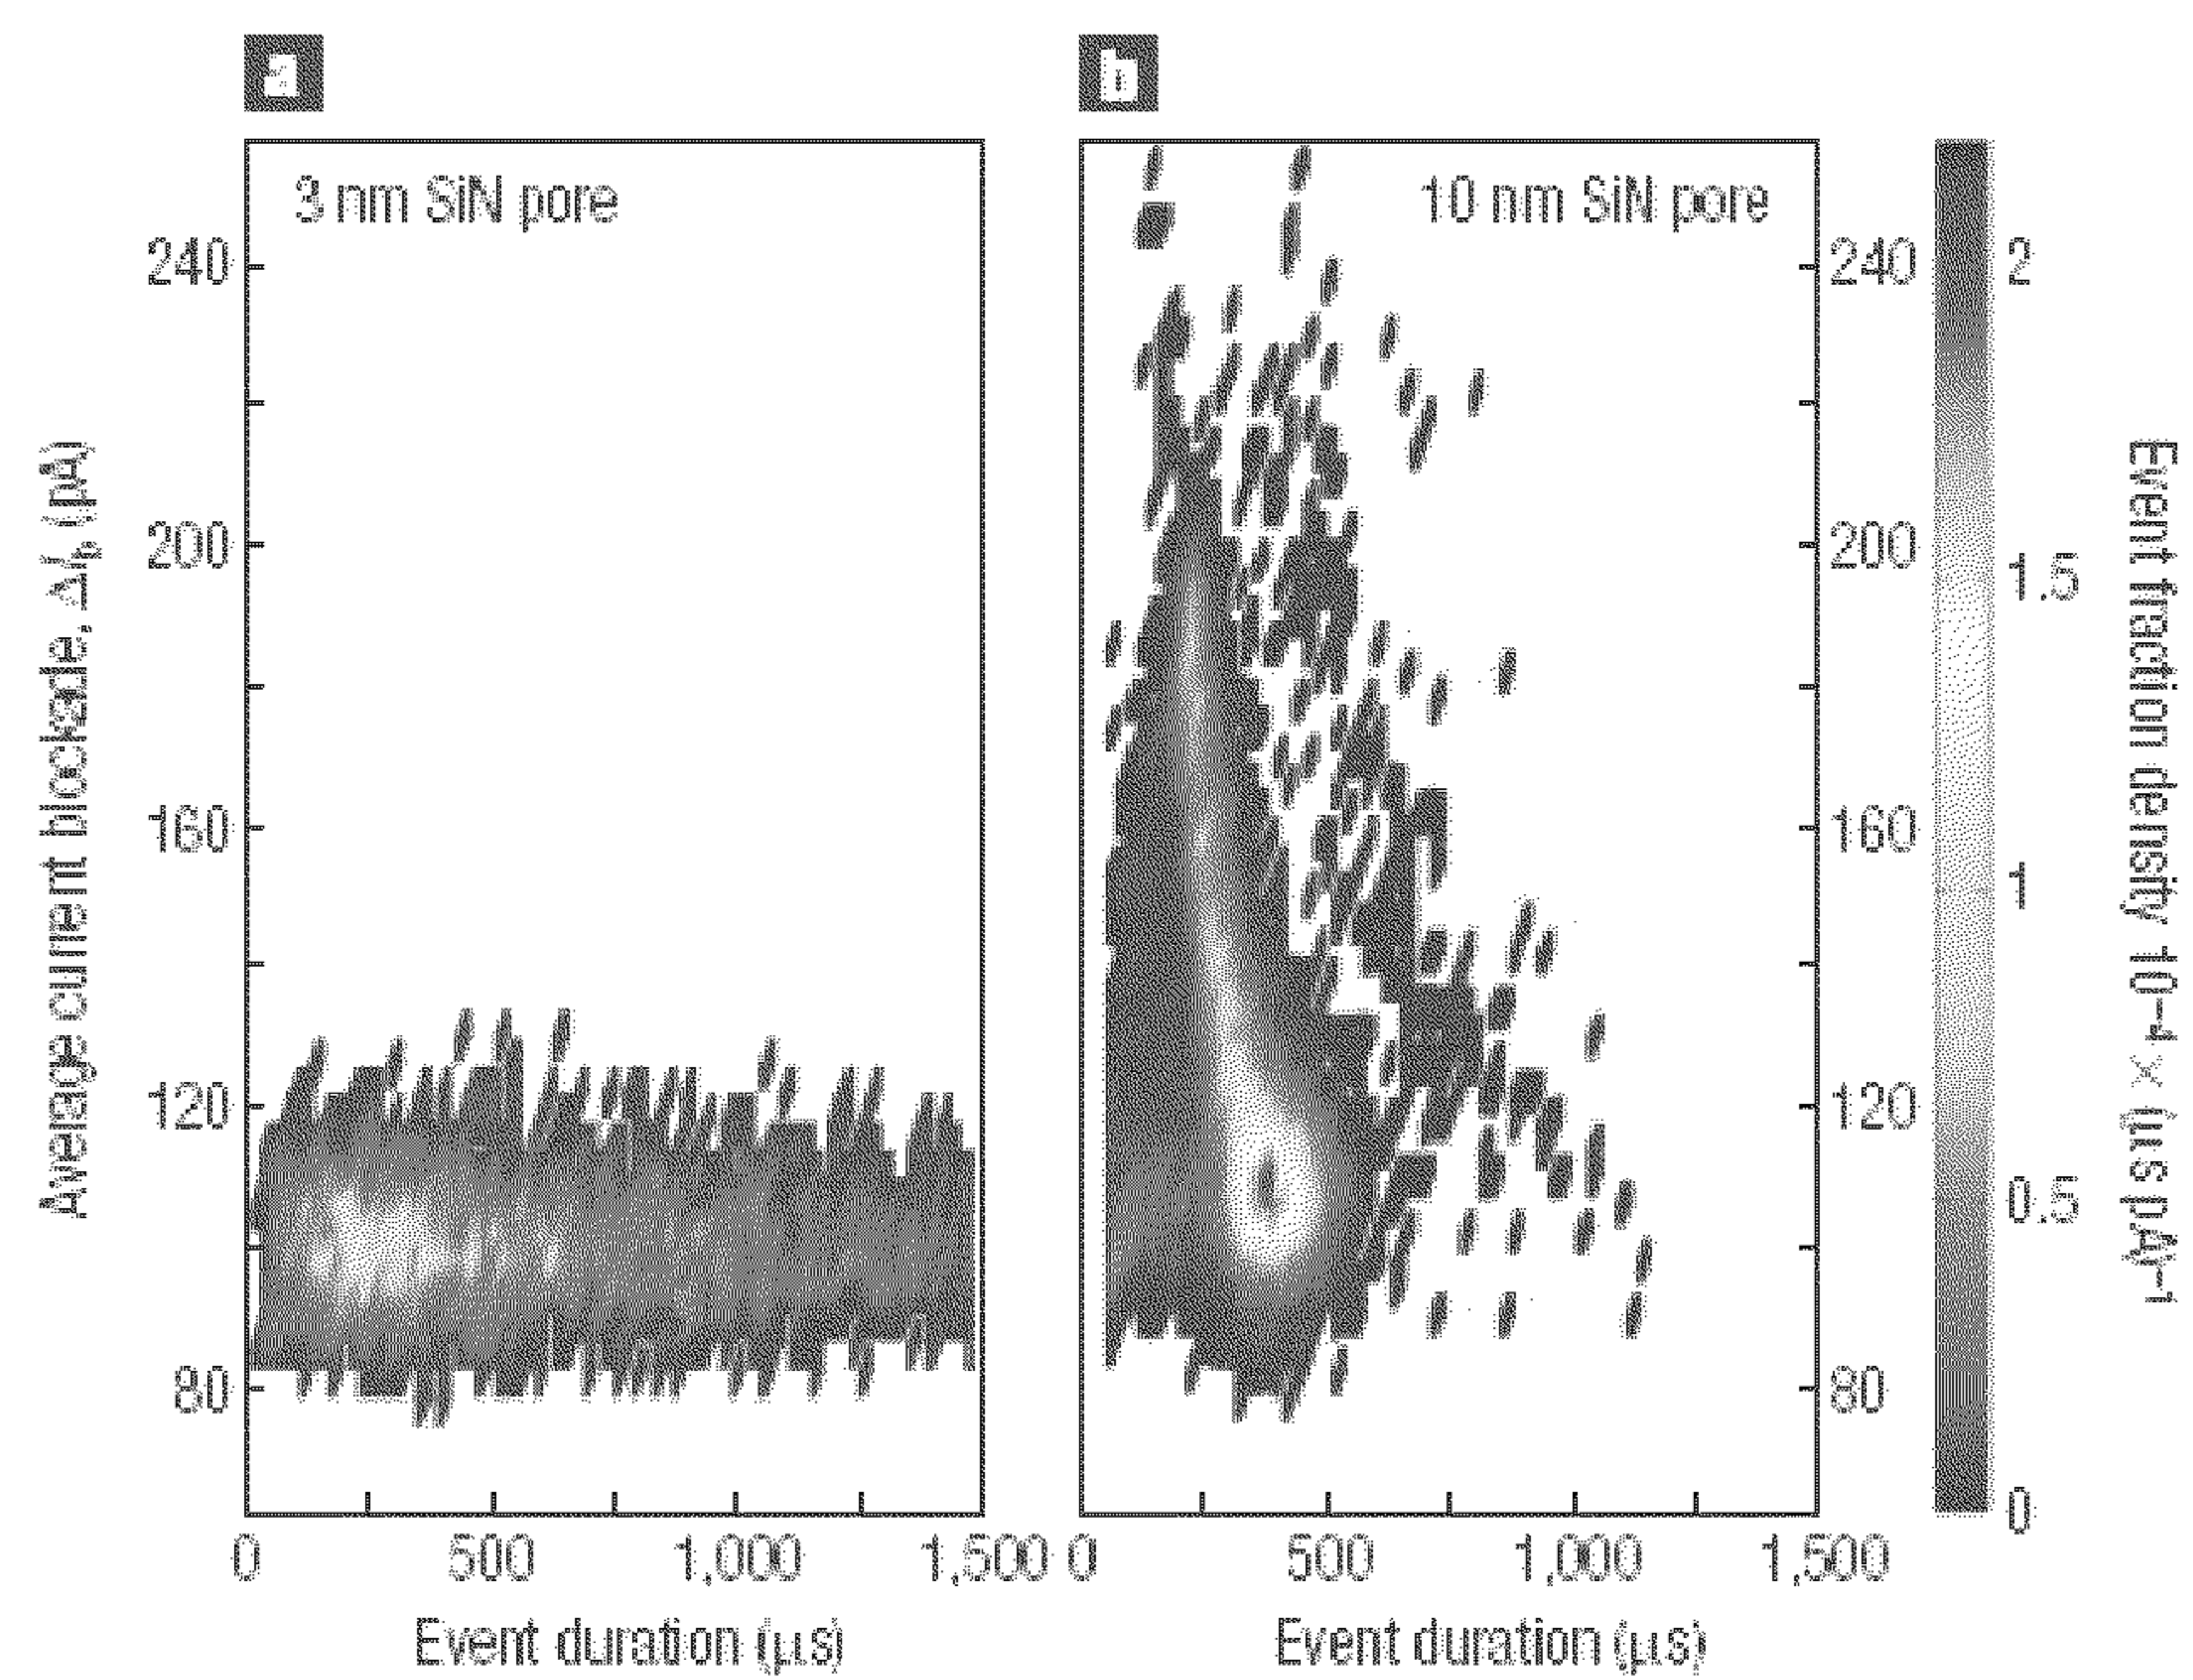 a
b
3 nm SiN pore
10 nm SiN pore
Average current blockade, ΔIb (pA)
240
200
160
120
80
240
200
160
120
80
2
1.5
1
0.5
0
Event fraction density 10–4 × (μs pA)–1
0
500
1,000
1,500
0
500
1,000
1,500
Event duration (μs)
Event duration (μs)